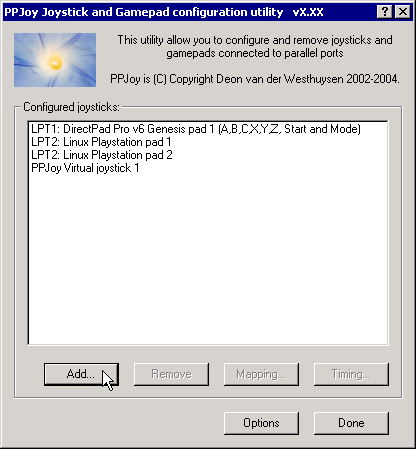 PPJoy Joystick and Gamepad configuration utility vX.XX
This utility allow you to configure and remove joysticks and
gamepads connected to parallel ports
PPJoy is (C) Copyright Deon van der Westhuysen 2002-2004.
Configured joysticks:
LPT1: DirectPad Pro v6 Genesis pad 1 (A,B,C,X,Y,Z, Start and Mode)
LPT2: Linux Playstation pad 1
LPT2: Linux Playstation pad 2
PPJoy Virtual joystick 1
Add... Remove Mapping... Timing...
Options Done